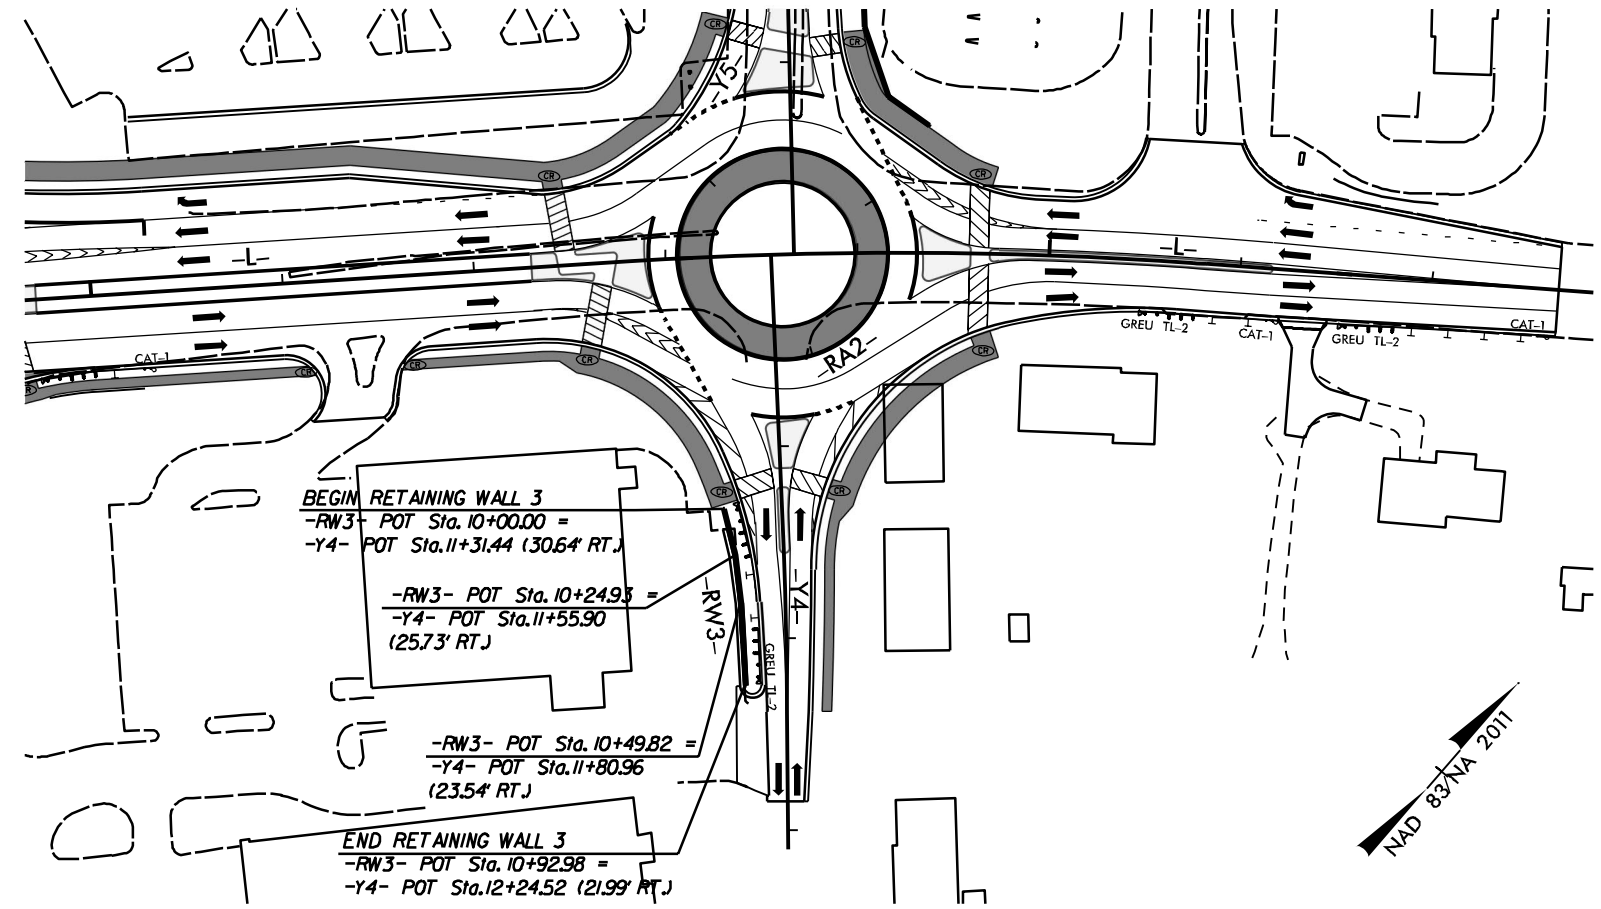 CR
CR
-Y5-
CR
CR
-L-
-L-
GREU TL-2
CAT-1
GREU TL-2
CAT-1
CAT-1
CR
CR
CR
CR
CR
-RA2-
CR
CR
BEGIN RETAINING WALL 3
-RW3- POT Sta. 10+00.00 =
-Y4- POT Sta. 11+31.44 (30.64' RT.)
-RW3- POT Sta. 10+24.93 =
-Y4- POT Sta. 11+55.90
(25.73' RT.)
-RW3-
-Y4-
GREU TL-2
-RW3- POT Sta. 10+49.82 =
-Y4- POT Sta. 11+80.96
(23.54' RT.)
END RETAINING WALL 3
-RW3- POT Sta. 10+92.98 =
-Y4- POT Sta. 12+24.52 (21.99' RT.)
NAD 83/NA 2011